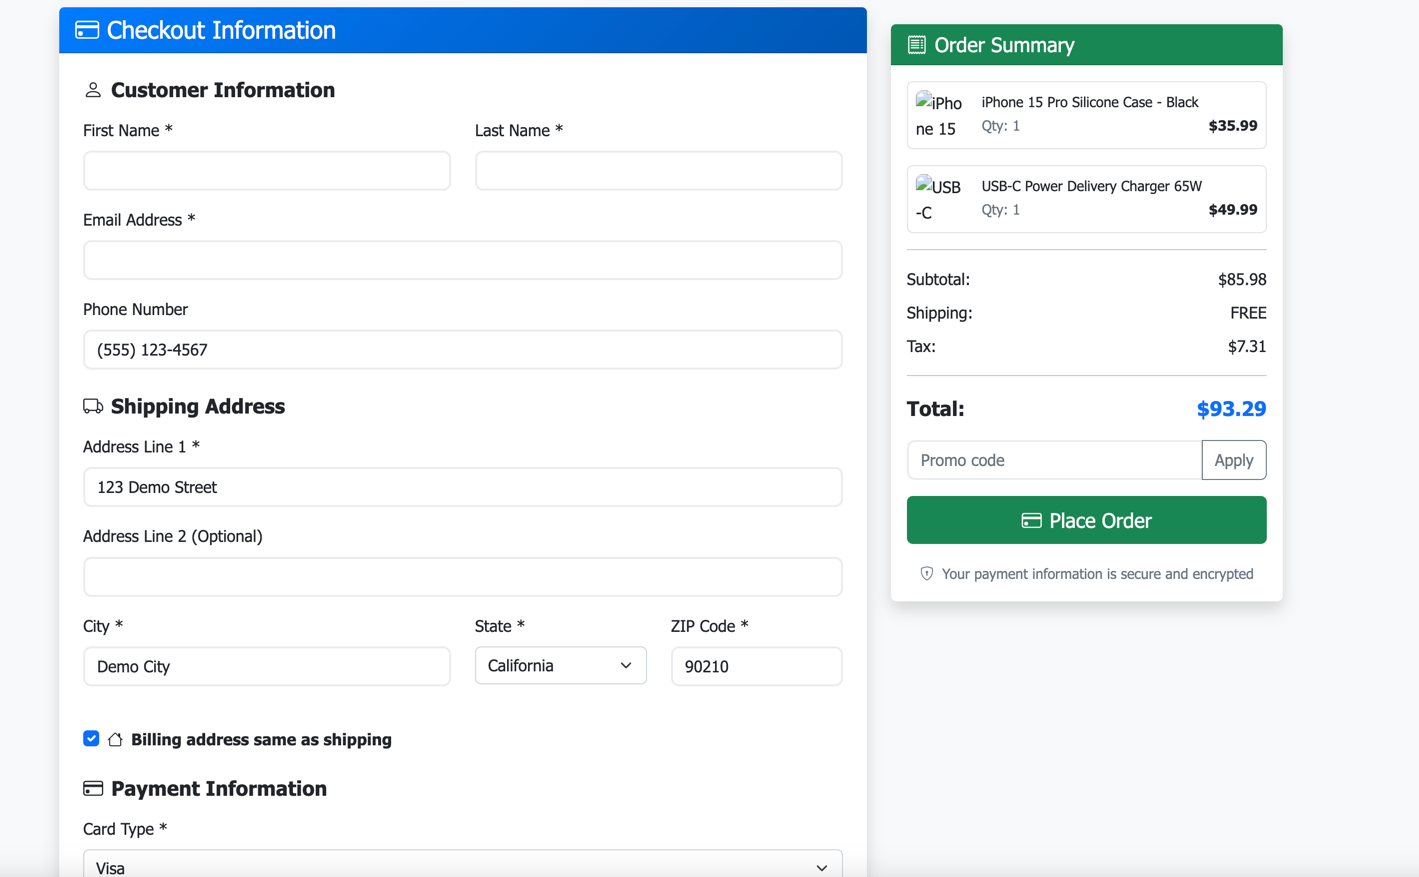 Checkout Information
Customer Information
First Name *
Last Name *
Email Address *
Phone Number
(555) 123-4567
Shipping Address
Address Line 1 *
123 Demo Street
Address Line 2 (Optional)
City *
State *
ZIP Code *
Demo City
California
90210
Billing address same as shipping
Payment Information
Card Type *
Visa
Order Summary
iPho
ne 15
iPhone 15 Pro Silicone Case - Black
Qty: 1
$35.99
USB
-C
USB-C Power Delivery Charger 65W
Qty: 1
$49.99
Subtotal: $85.98
Shipping: FREE
Tax: $7.31
Total: $93.29
Promo code
Apply
Place Order
Your payment information is secure and encrypted